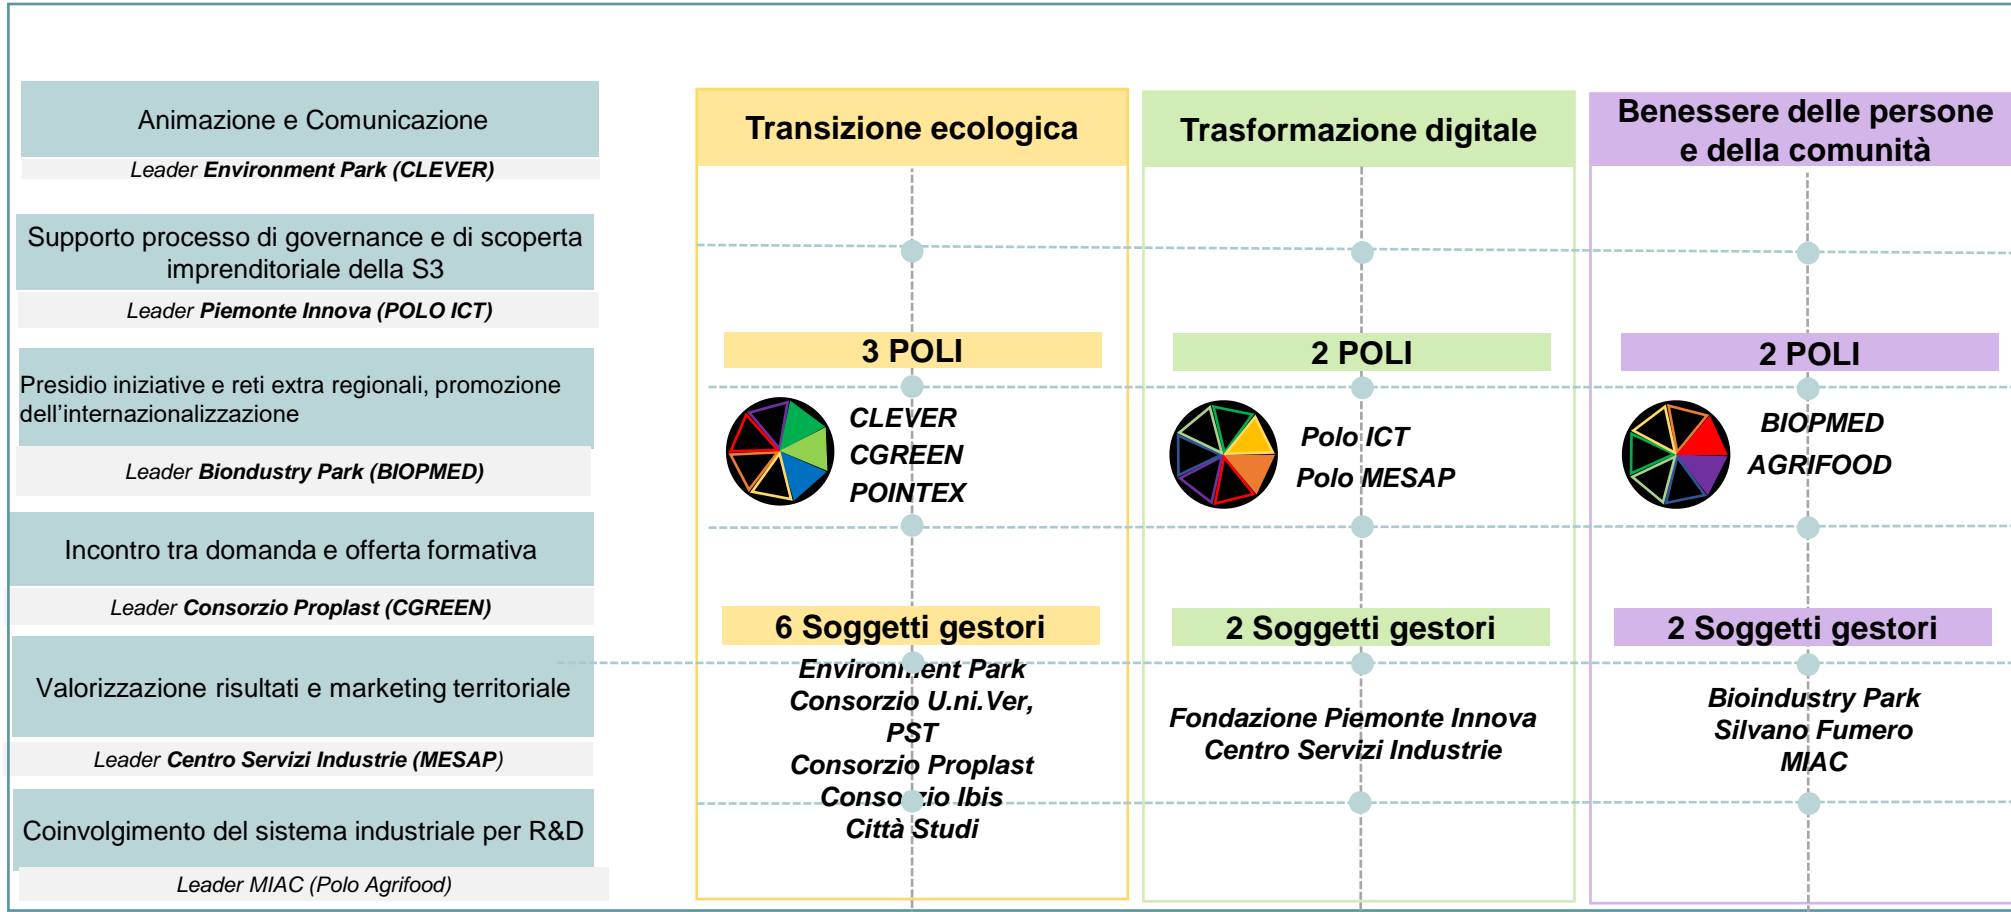 Animazione e Comunicazione
Leader Environment Park (CLEVER)
Supporto processo di governance e di scoperta
imprenditoriale della S3
Leader Piemonte Innova (POLO ICT)
Presidio iniziative e reti extra regionali, promozione
dell'internazionalizzazione
Leader Biondustry Park (BIOPMED)
Incontro tra domanda e offerta formativa
Leader Consorzio Proplast (CGREEN)
Valorizzazione risultati e marketing territoriale
Leader Centro Servizi Industrie (MESAP)
Coinvolgimento del sistema industriale per R&D
Leader MIAC (Polo Agrifood)
Transizione ecologica
3 POLI
CLEVER
CGREEN
POINTEX
6 Soggetti gestori
Environment Park
Consorzio U.ni.Ver,
PST
Consorzio Proplast
Consorzio Ibis
Città Studi
Trasformazione digitale
2 POLI
Polo ICT
Polo MESAP
2 Soggetti gestori
Fondazione Piemonte Innova
Centro Servizi Industrie
Benessere delle persone
e della comunità
2 POLI
BIOPMED
AGRIFOOD
2 Soggetti gestori
Bioindustry Park
Silvano Fumero
MIAC